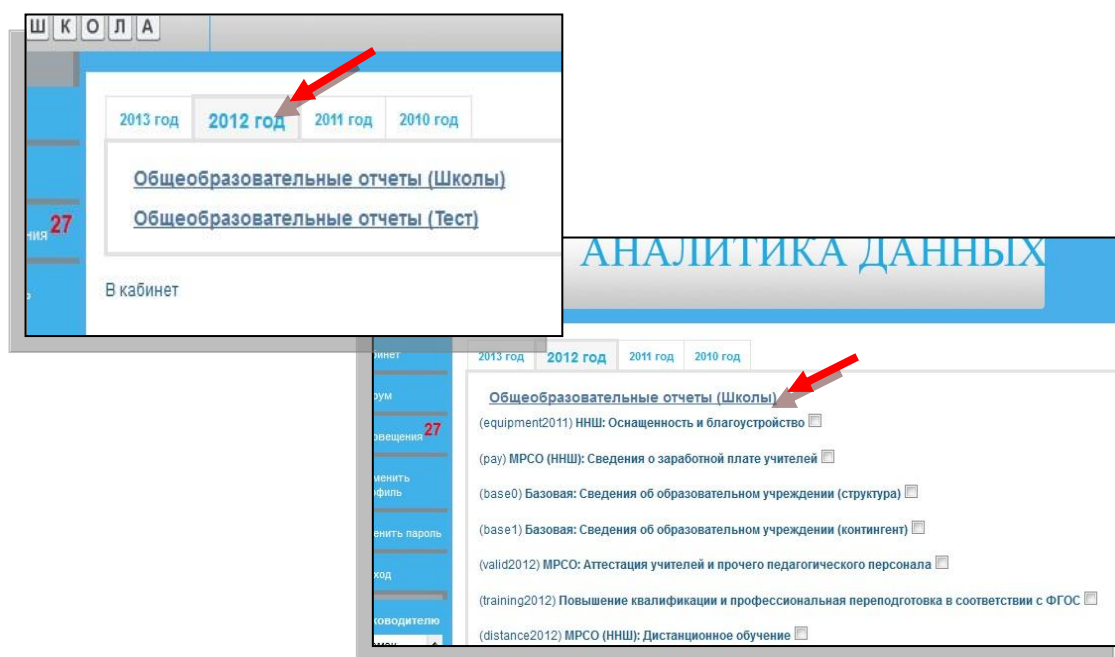 ШКОЛА
2013 год 2012 год 2011 год 2010 год
Общеобразовательные отчеты (Школы)
Общеобразовательные отчеты (Тест)
27
В кабинет
АНАЛИТИКА ДАННЫХ
2013 год 2012 год 2011 год 2010 год
27
енить пароль
Общеобразовательные отчеты (Школы)
(equipment2011) ННШ: Оснащенность и благоустройство
(pay) МРСО (ННШ): Сведения о заработной плате учителей
(base0) Базовая: Сведения об образовательном учреждении (структура)
(base1) Базовая: Сведения об образовательном учреждении (контингент)
(valid2012) МРСО: Аттестация учителей и прочего педагогического персонала
(training2012) Повышение квалификации и профессиональная переподготовка в соответствии с ФГОС
(distance2012) МРСО (ННШ): Дистанционное обучение